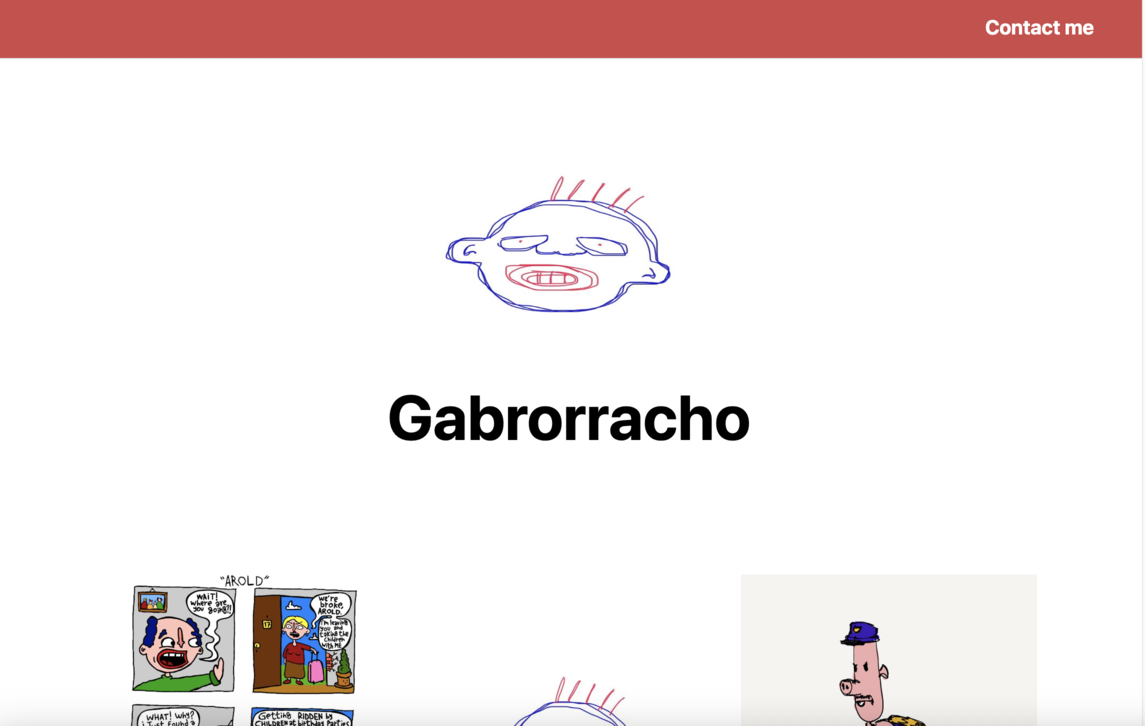 Contact me
Gabrorracho
"AROLD"
WAIT!
where are
you going?!
we're
broke,
AROLD.
I'm leaving
you and
taking the
children
with me
17
WHAT! Why?
i just found a
Getting RIDDEN by
CHILDREN at birthday Parties